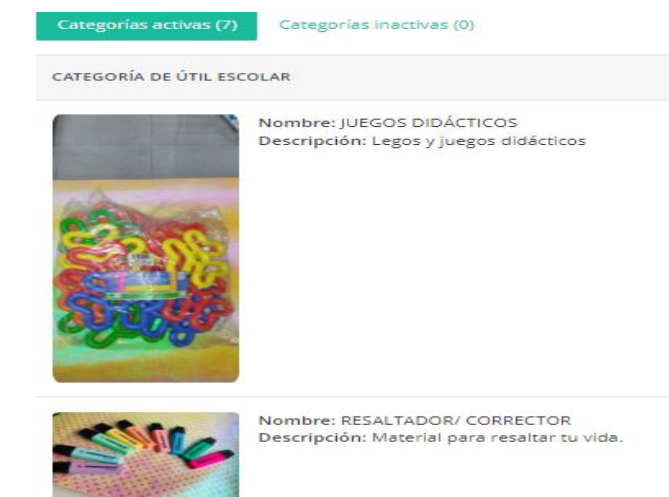 Categorías activas (7)
Categorías inactivas (0)
CATEGORÍA DE ÚTIL ESCOLAR
Nombre: JUEGOS DIDÁCTICOS
Descripción: Legos y juegos didácticos
Nombre: RESALTADOR/ CORRECTOR
Descripción: Material para resaltar tu vida.